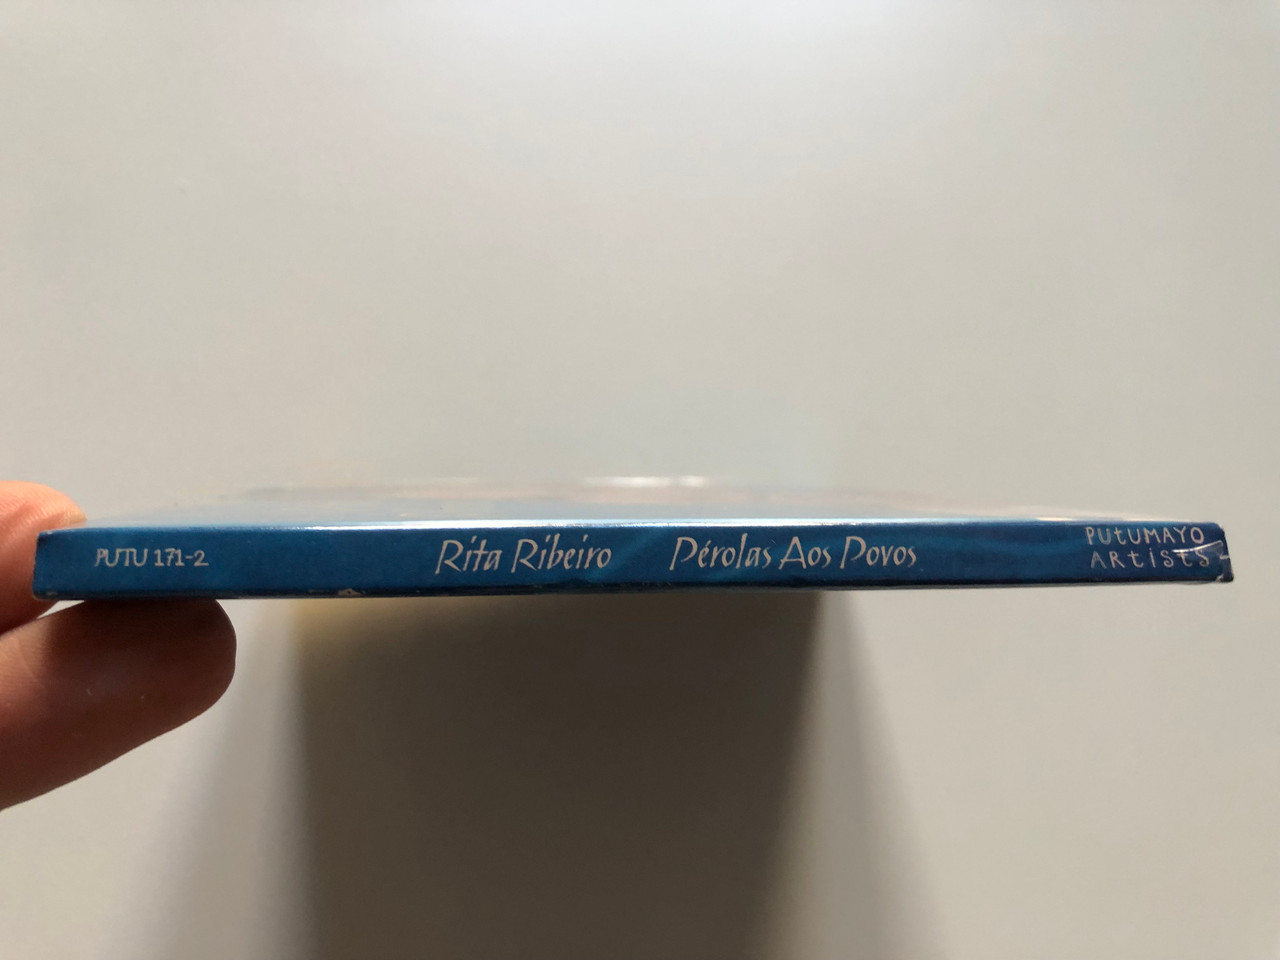 PUTU 171-2
Rita Ribeiro Pérolas Aos Povos
PUtUMAYO
ARtiStS